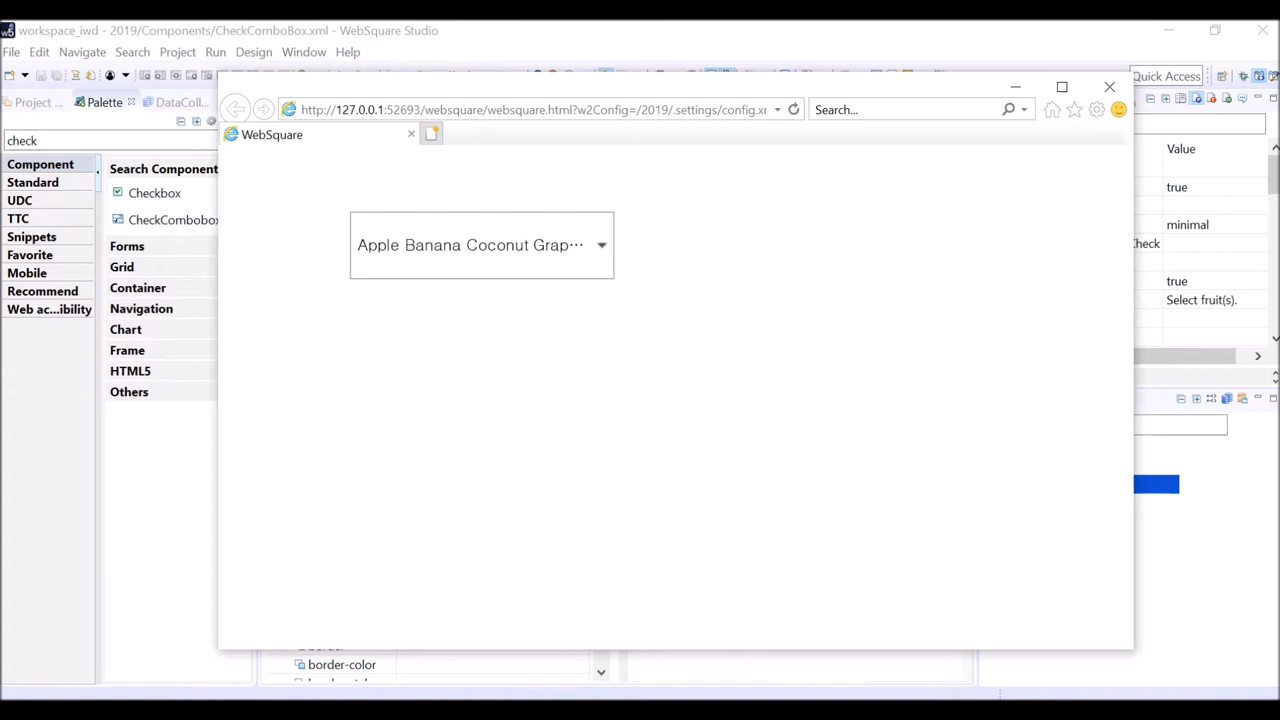 workspace_iwd - 2019/Components/CheckComboBox.xml - WebSquare Studio
File Edit Navigate Search Project Run Design Window Help
Quick Access
Project ... Palette DataColl...
http://127.0.0.1:52693/websquare/websquare.html?w2Config=/2019/.settings/config.xr Search...
WebSquare
check
Component
Standard
UDC
TTC
Snippets
Favorite
Mobile
Recommend
Web ac...ibility
Search Component
Checkbox
CheckCombobox
Forms
Grid
Container
Navigation
Chart
Frame
HTML5
Others
Apple Banana Coconut Grap...
Value
true
minimal
Check
true
Select fruit(s).
border-color